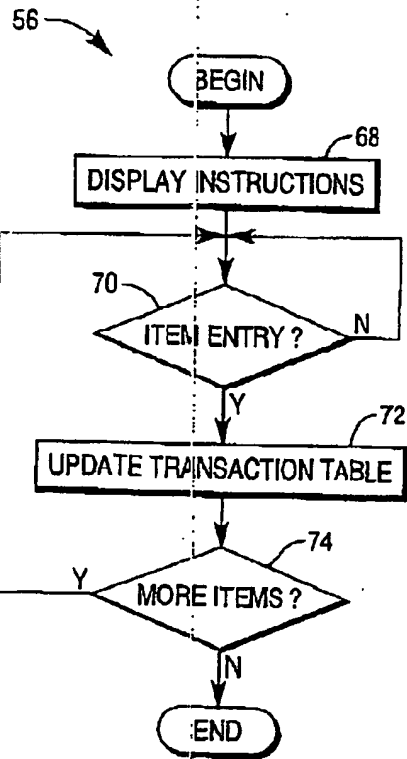 56
BEGIN
68
DISPLAY INSTRUCTIONS
70
ITEM ENTRY ?
N
Y
72
UPDATE TRANSACTION TABLE
74
Y
MORE ITEMS ?
N
END